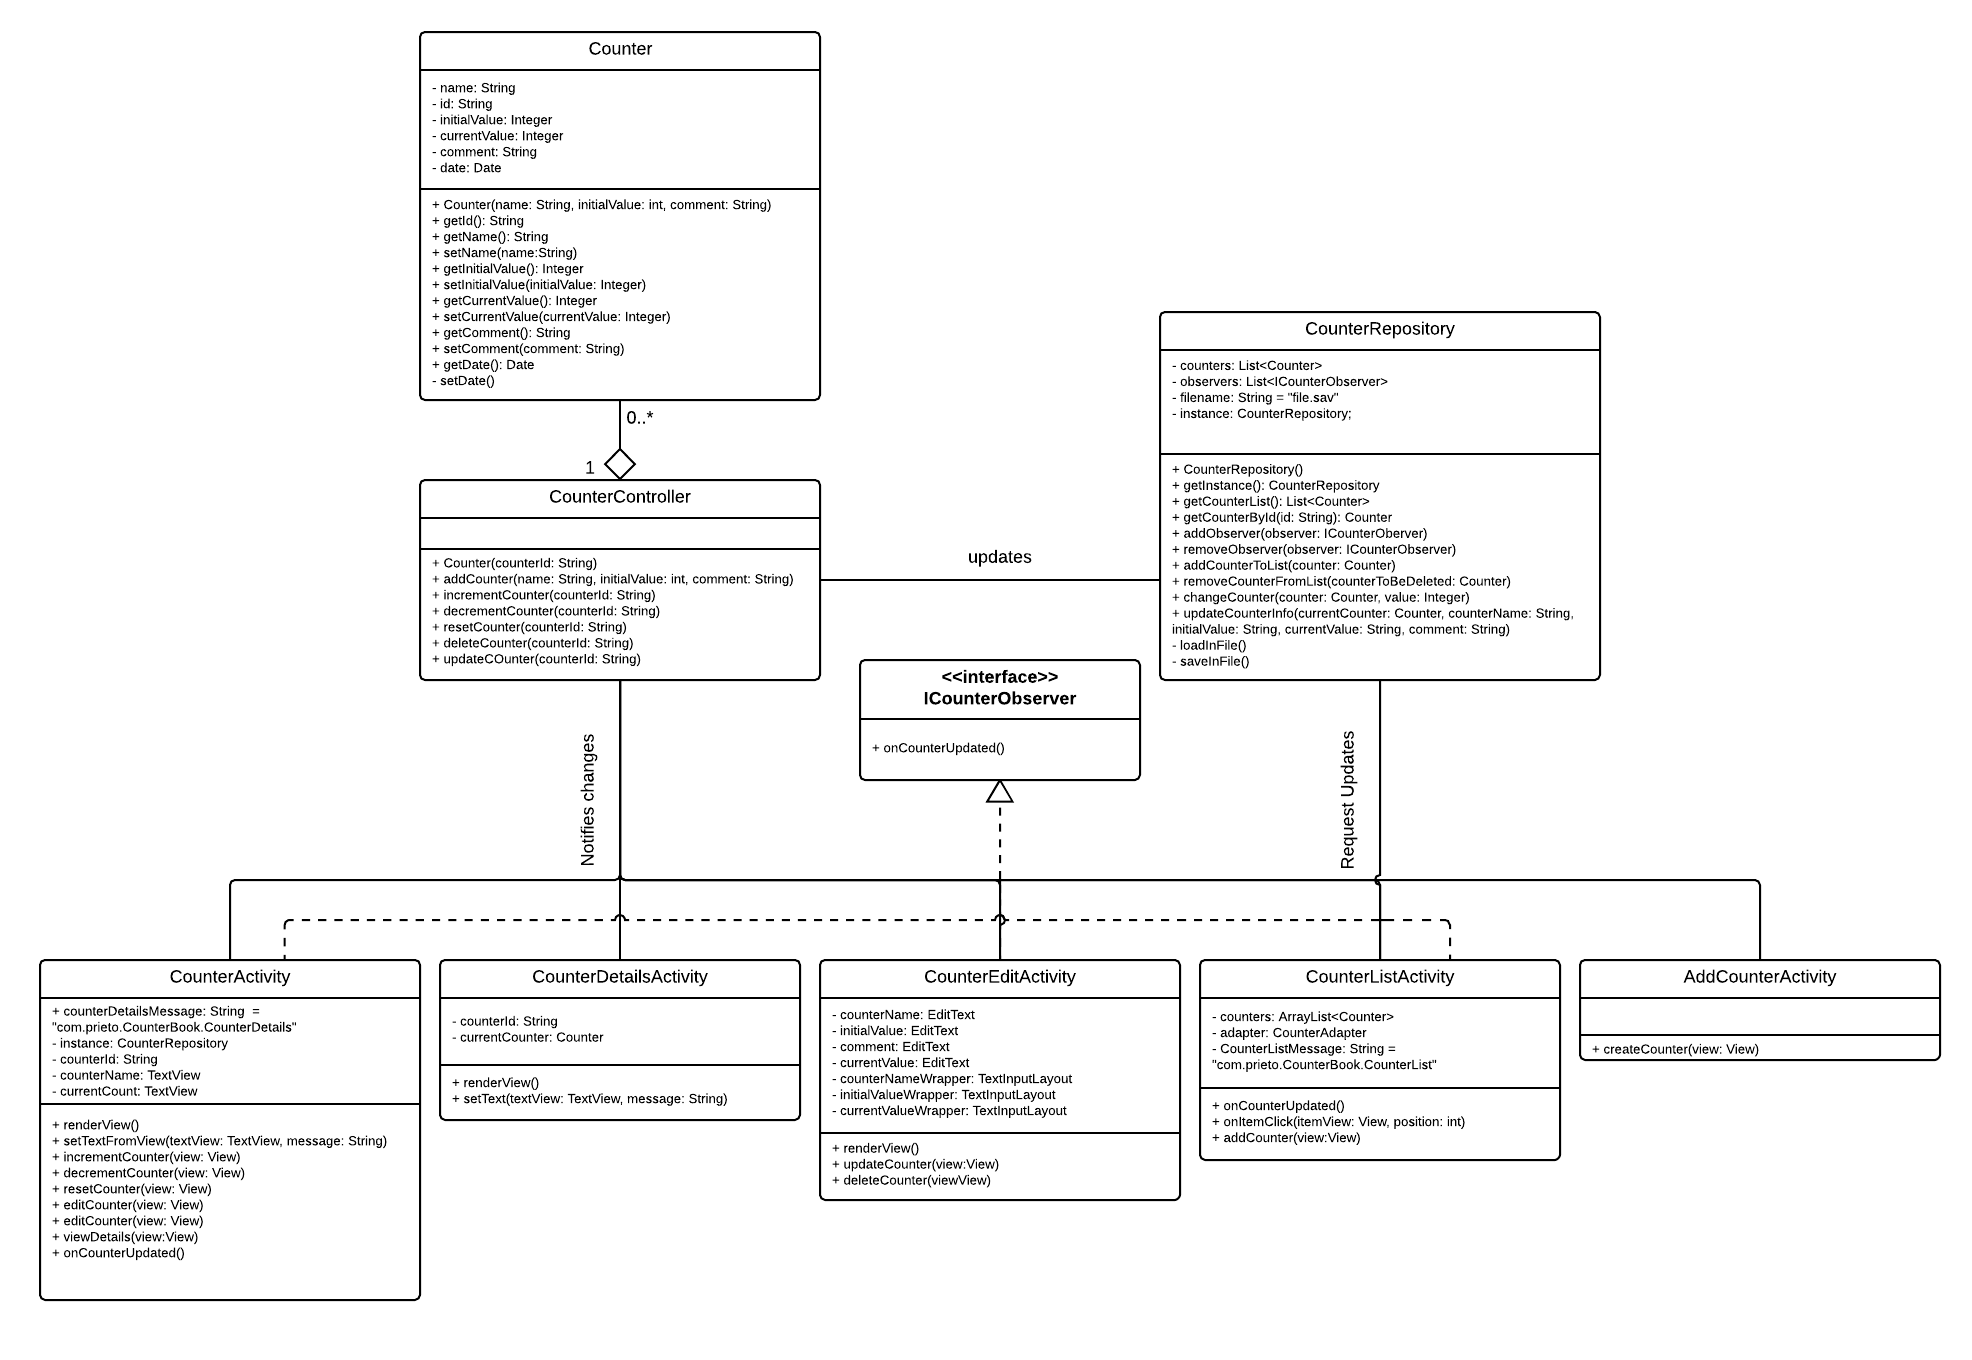 Counter
- name: String
- id: String
- initialValue: Integer
- currentValue: Integer
- comment: String
- date: Date
+ Counter(name: String, initialValue: int, comment: String)
+ getId(): String
+ getName(): String
+ setName(name:String)
+ getInitialValue(): Integer
+ setInitialValue(initialValue: Integer)
+ getCurrentValue(): Integer
+ setCurrentValue(currentValue: Integer)
+ getComment(): String
+ setComment(comment: String)
+ getDate(): Date
- setDate()
0..*
1
CounterController
+ Counter(counterId: String)
+ addCounter(name: String, initialValue: int, comment: String)
+ incrementCounter(counterId: String)
+ decrementCounter(counterId: String)
+ resetCounter(counterId: String)
+ deleteCounter(counterId: String)
+ updateCOunter(counterId: String)
updates
CounterRepository
- counters: List<Counter>
- observers: List<ICounterObserver>
- filename: String = "file.sav"
- instance: CounterRepository;
+ CounterRepository()
+ getInstance(): CounterRepository
+ getCounterList(): List<Counter>
+ getCounterById(id: String): Counter
+ addObserver(observer: ICounterOberver)
+ removeObserver(observer: ICounterObserver)
+ addCounterToList(counter: Counter)
+ removeCounterFromList(counterToBeDeleted: Counter)
+ changeCounter(counter: Counter, value: Integer)
+ updateCounterInfo(currentCounter: Counter, counterName: String,
initialValue: String, currentValue: String, comment: String)
- loadInFile()
- saveInFile()
<<interface>>
ICounterObserver
+ onCounterUpdated()
Notifies changes
Request Updates
CounterActivity
+ counterDetailsMessage: String =
"com.prieto.CounterBook.CounterDetails"
- instance: CounterRepository
- counterId: String
- counterName: TextView
- currentCount: TextView
+ renderView()
+ setTextFromView(textView: TextView, message: String)
+ incrementCounter(view: View)
+ decrementCounter(view: View)
+ resetCounter(view: View)
+ editCounter(view: View)
+ editCounter(view: View)
+ viewDetails(view:View)
+ onCounterUpdated()
CounterDetailsActivity
- counterId: String
- currentCounter: Counter
+ renderView()
+ setText(textView: TextView, message: String)
CounterEditActivity
- counterName: EditText
- initialValue: EditText
- comment: EditText
- currentValue: EditText
- counterNameWrapper: TextInputLayout
- initialValueWrapper: TextInputLayout
- currentValueWrapper: TextInputLayout
+ renderView()
+ updateCounter(view:View)
+ deleteCounter(viewView)
CounterListActivity
- counters: ArrayList<Counter>
- adapter: CounterAdapter
- CounterListMessage: String =
"com.prieto.CounterBook.CounterList"
+ onCounterUpdated()
+ onItemClick(itemView: View, position: int)
+ addCounter(view:View)
AddCounterActivity
+ createCounter(view: View)